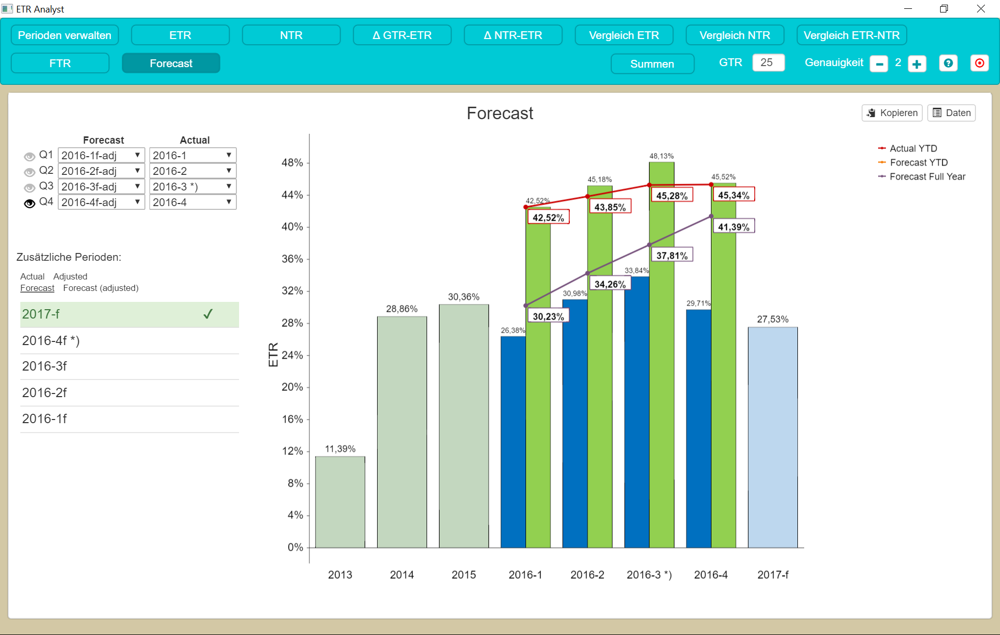 ETR Analyst
Perioden verwalten
ETR
NTR
Δ GTR-ETR
Δ NTR-ETR
Vergleich ETR
Vergleich NTR
Vergleich ETR-NTR
FTR
Forecast
Summen
GTR 25
Genauigkeit 2
Forecast
Kopieren
Daten
Forecast Actual
Q1 2016-1f-adj 2016-1
Q2 2016-2f-adj 2016-2
Q3 2016-3f-adj 2016-3 *)
Q4 2016-4f-adj 2016-4
Zusätzliche Perioden:
Actual Adjusted
Forecast Forecast (adjusted)
2017-f
2016-4f *)
2016-3f
2016-2f
2016-1f
Actual YTD
Forecast YTD
Forecast Full Year
ETR
48%
44%
40%
36%
32%
28%
24%
20%
16%
12%
8%
4%
0%
11,39%
28,86%
30,36%
26,38%
42,52%
42,52%
30,23%
30,98%
45,18%
43,85%
34,26%
33,84%
48,13%
45,28%
37,81%
29,71%
45,52%
45,34%
41,39%
27,53%
2013 2014 2015 2016-1 2016-2 2016-3 *) 2016-4 2017-f